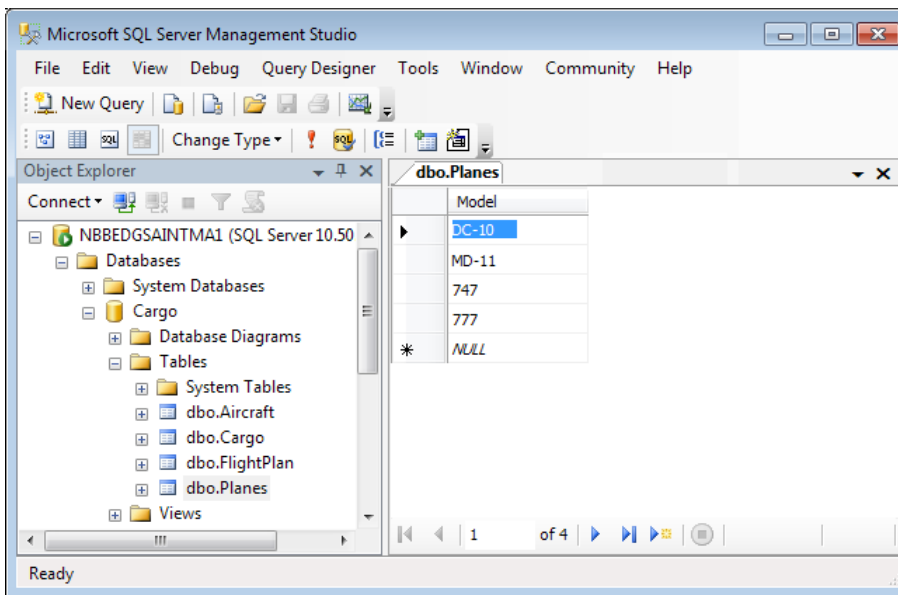 Microsoft SQL Server Management Studio
File Edit View Debug Query Designer Tools Window Community Help
New Query
SQL Change Type SQL
Object Explorer
Connect
NBBEDGSAINTMA1 (SQL Server 10.50
Databases
System Databases
Cargo
Database Diagrams
Tables
System Tables
dbo.Aircraft
dbo.Cargo
dbo.FlightPlan
dbo.Planes
Views
dbo.Planes
Model
DC-10
MD-11
747
777
NULL
1 of 4
Ready